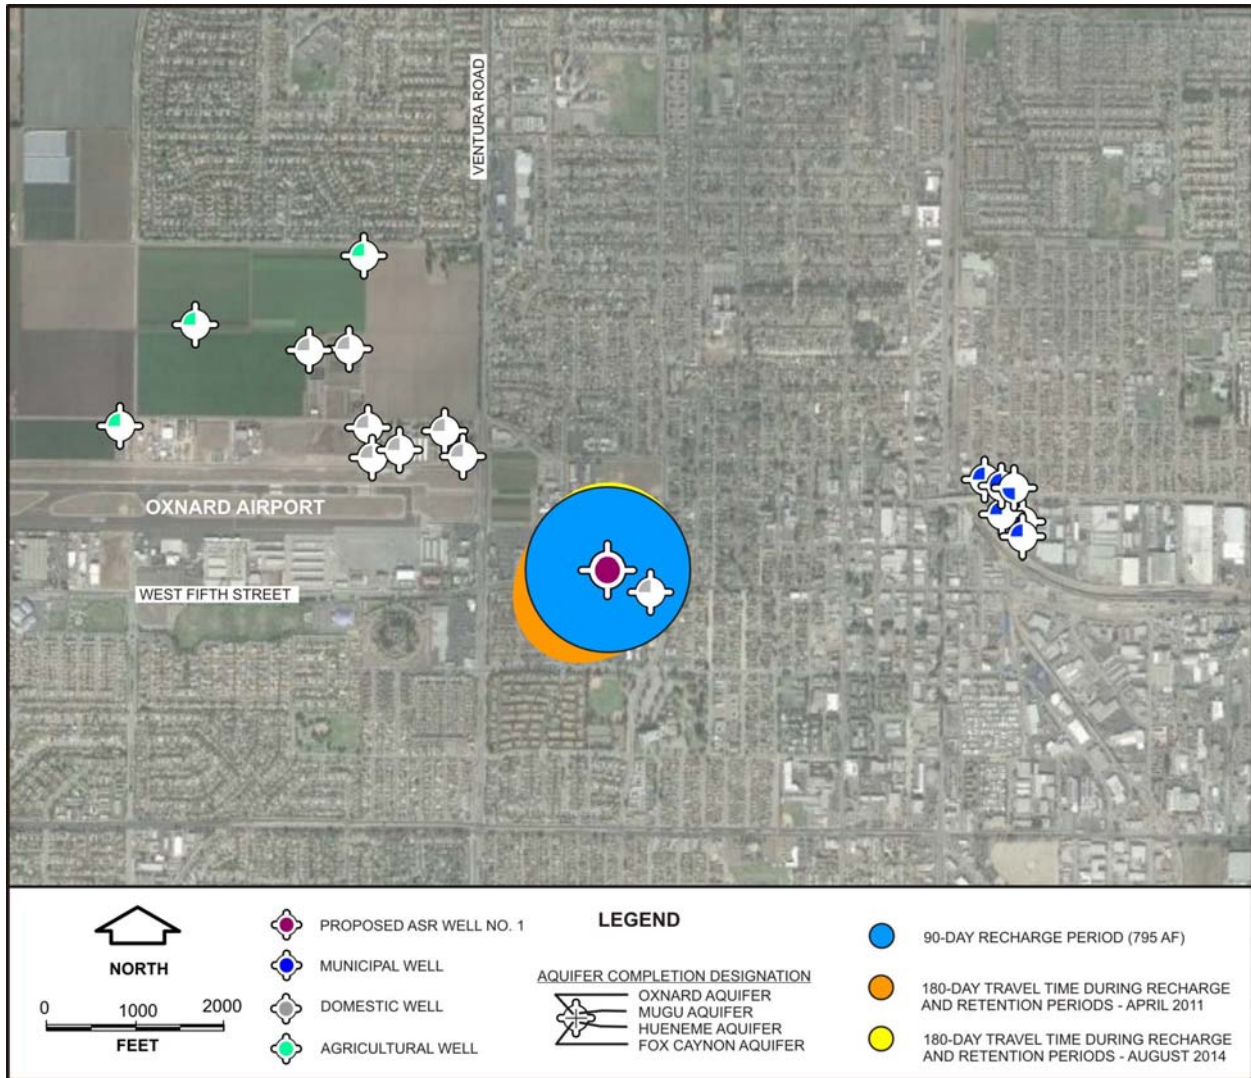 VENTURA ROAD
OXNARD AIRPORT
WEST FIFTH STREET
NORTH
0 1000 2000
FEET
PROPOSED ASR WELL NO. 1
MUNICIPAL WELL
DOMESTIC WELL
AGRICULTURAL WELL
LEGEND
AQUIFER COMPLETION DESIGNATION
OXNARD AQUIFER
MUGU AQUIFER
HUENEME AQUIFER
FOX CAYNON AQUIFER
90-DAY RECHARGE PERIOD (795 AF)
180-DAY TRAVEL TIME DURING RECHARGE
AND RETENTION PERIODS - APRIL 2011
180-DAY TRAVEL TIME DURING RECHARGE
AND RETENTION PERIODS - AUGUST 2014